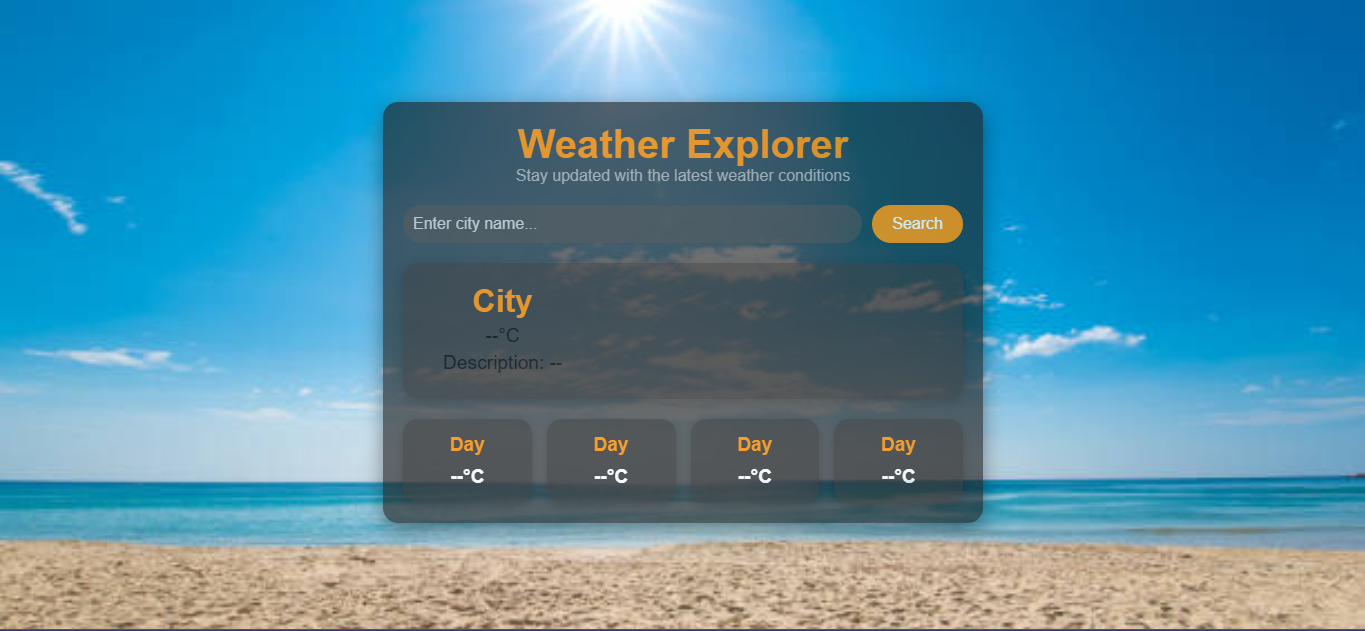 Weather Explorer
Stay updated with the latest weather conditions
Enter city name... Search
City
--°C
Description: --
Day Day Day Day
--°C --°C --°C --°C